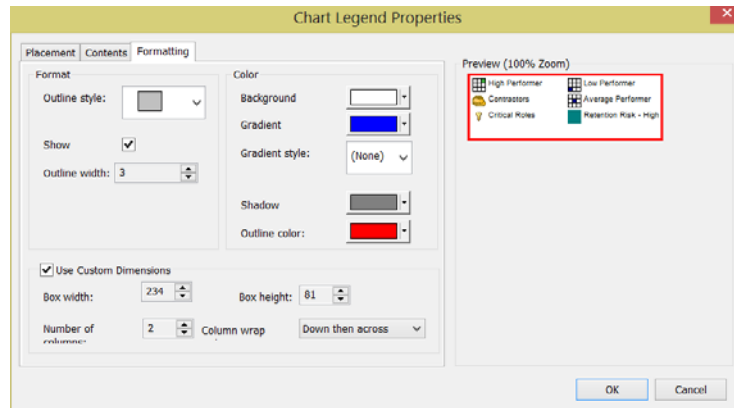 Chart Legend Properties
Placement Contents Formatting
Format
Outline style:
Show
Outline width: 3
Color
Background
Gradient
Gradient style: (None)
Shadow
Outline color:
Use Custom Dimensions
Box width: 234
Box height: 81
Number of columns: 2
Column wrap Down then across
Preview (100% Zoom)
High Performer
Contractors
Critical Roles
Low Performer
Average Performer
Retention Risk - High
OK Cancel